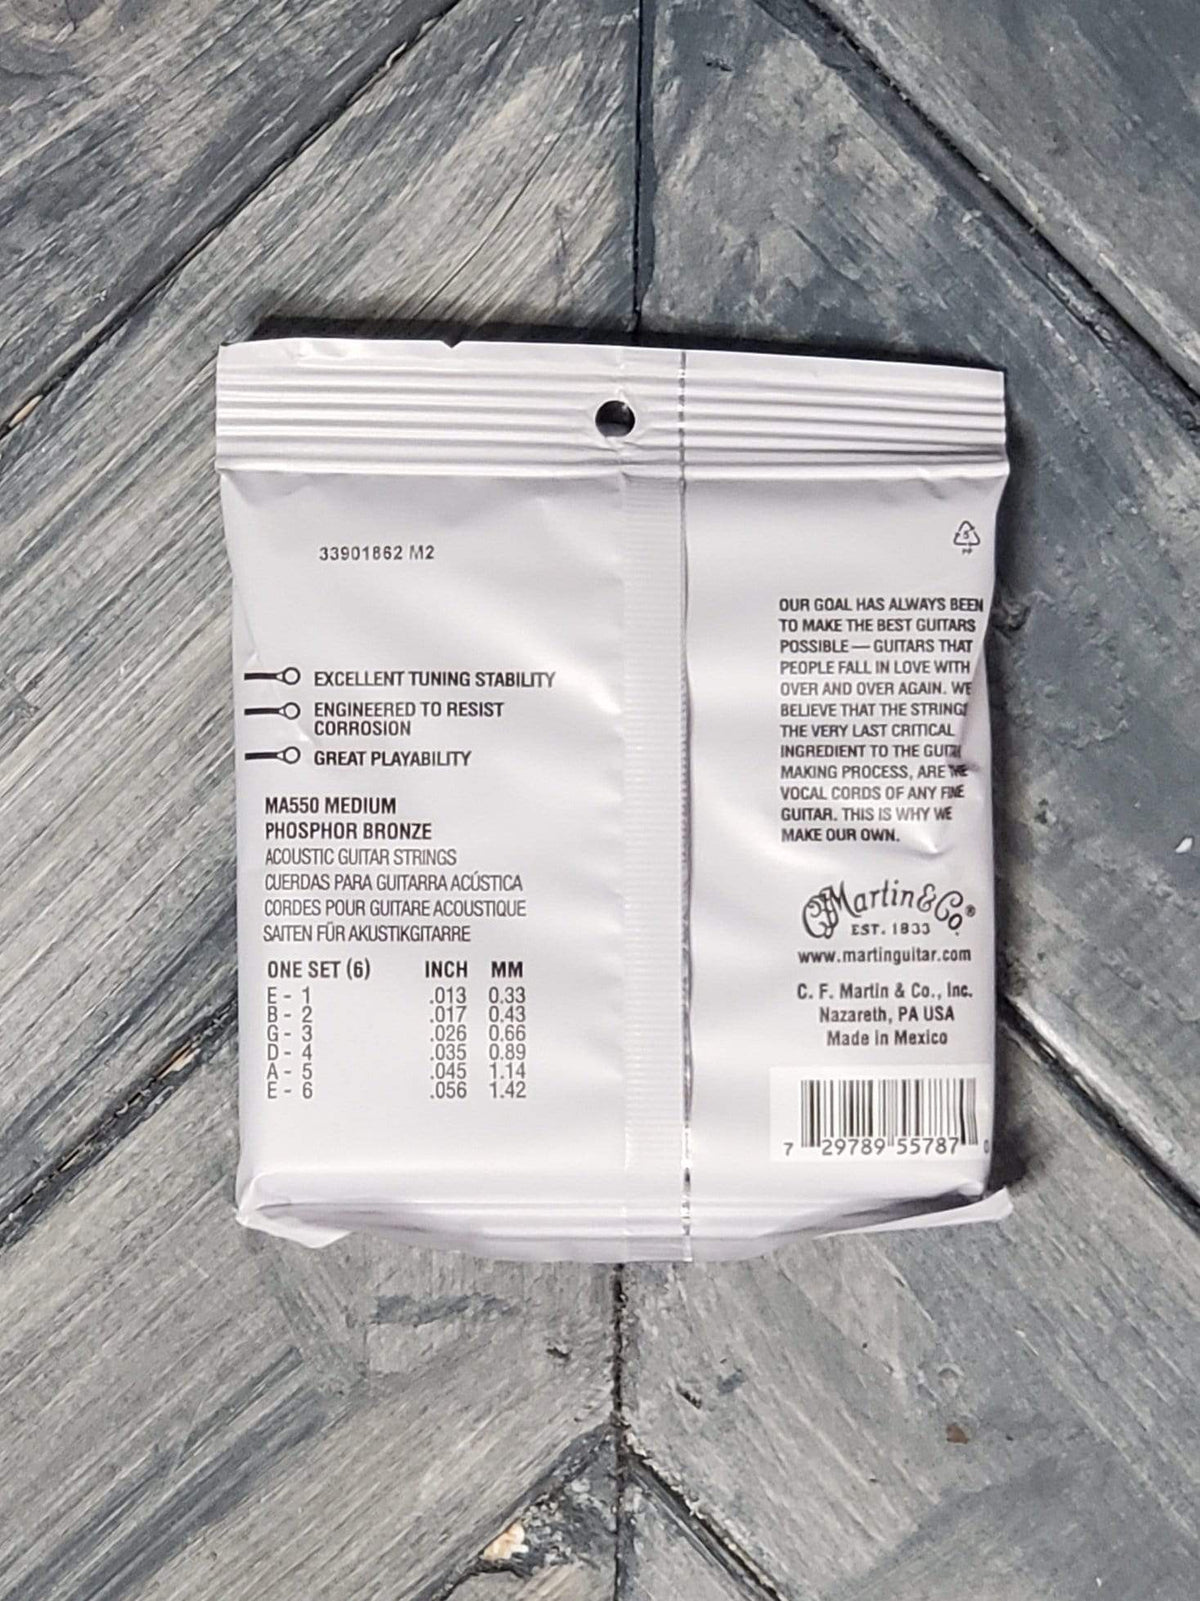 33901862 M2
EXCELLENT TUNING STABILITY
ENGINEERED TO RESIST
CORROSION
GREAT PLAYABILITY
MA550 MEDIUM
PHOSPHOR BRONZE
ACOUSTIC GUITAR STRINGS
CUERDAS PARA GUITARRA ACÚSTICA
CORDES POUR GUITARE ACOUSTIQUE
SAITEN FÜR AKUSTIKGITARRE
ONE SET (6) INCH MM
E - 1 .013 0.33
B - 2 .017 0.43
G - 3 .026 0.66
D - 4 .035 0.89
A - 5 .045 1.14
E - 6 .056 1.42
5
PP
OUR GOAL HAS ALWAYS BEEN
TO MAKE THE BEST GUITARS
POSSIBLE — GUITARS THAT
PEOPLE FALL IN LOVE WITH
OVER AND OVER AGAIN. WE
BELIEVE THAT THE STRINGS
THE VERY LAST CRITICAL
INGREDIENT TO THE
MAKING PROCESS, ARE THE
VOCAL CORDS OF ANY FINE
GUITAR. THIS IS WHY WE
MAKE OUR OWN.
CF Martin & Co.®
EST. 1833
www.martinguitar.com
C. F. Martin & Co., Inc.
Nazareth, PA USA
Made in Mexico
7 29789 55787 0